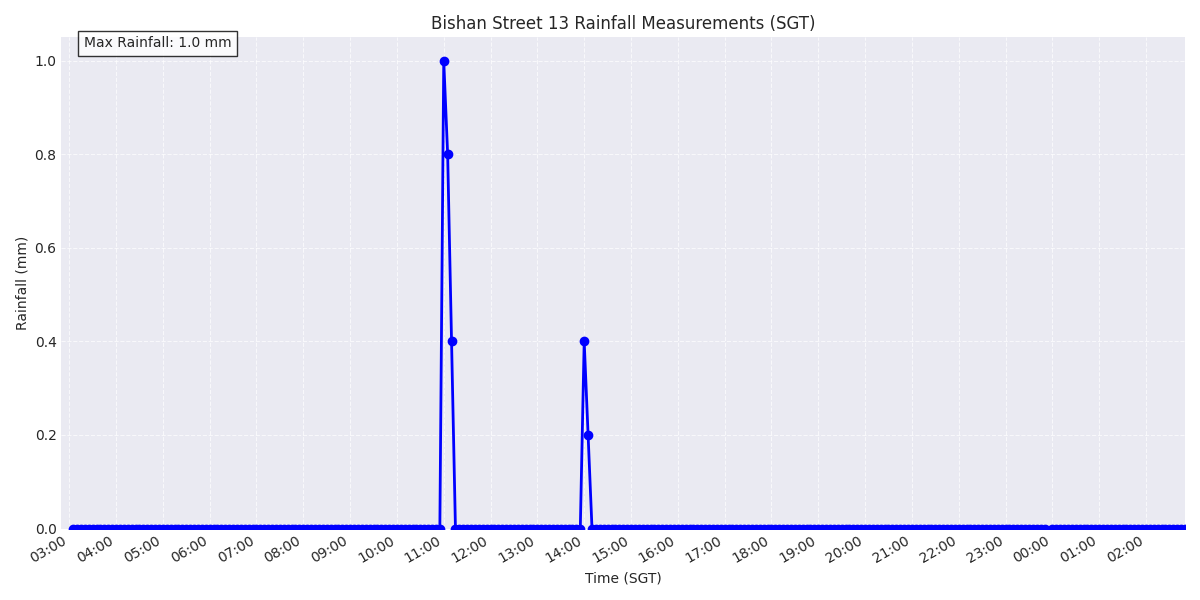 Bishan Street 13 Rainfall Measurements (SGT)
Max Rainfall: 1.0 mm
Rainfall (mm)
1.0
0.8
0.6
0.4
0.2
0.0
03:00 04:00 05:00 06:00 07:00 08:00 09:00 10:00 11:00 12:00 13:00 14:00 15:00 16:00 17:00 18:00 19:00 20:00 21:00 22:00 23:00 00:00 01:00 02:00
Time (SGT)